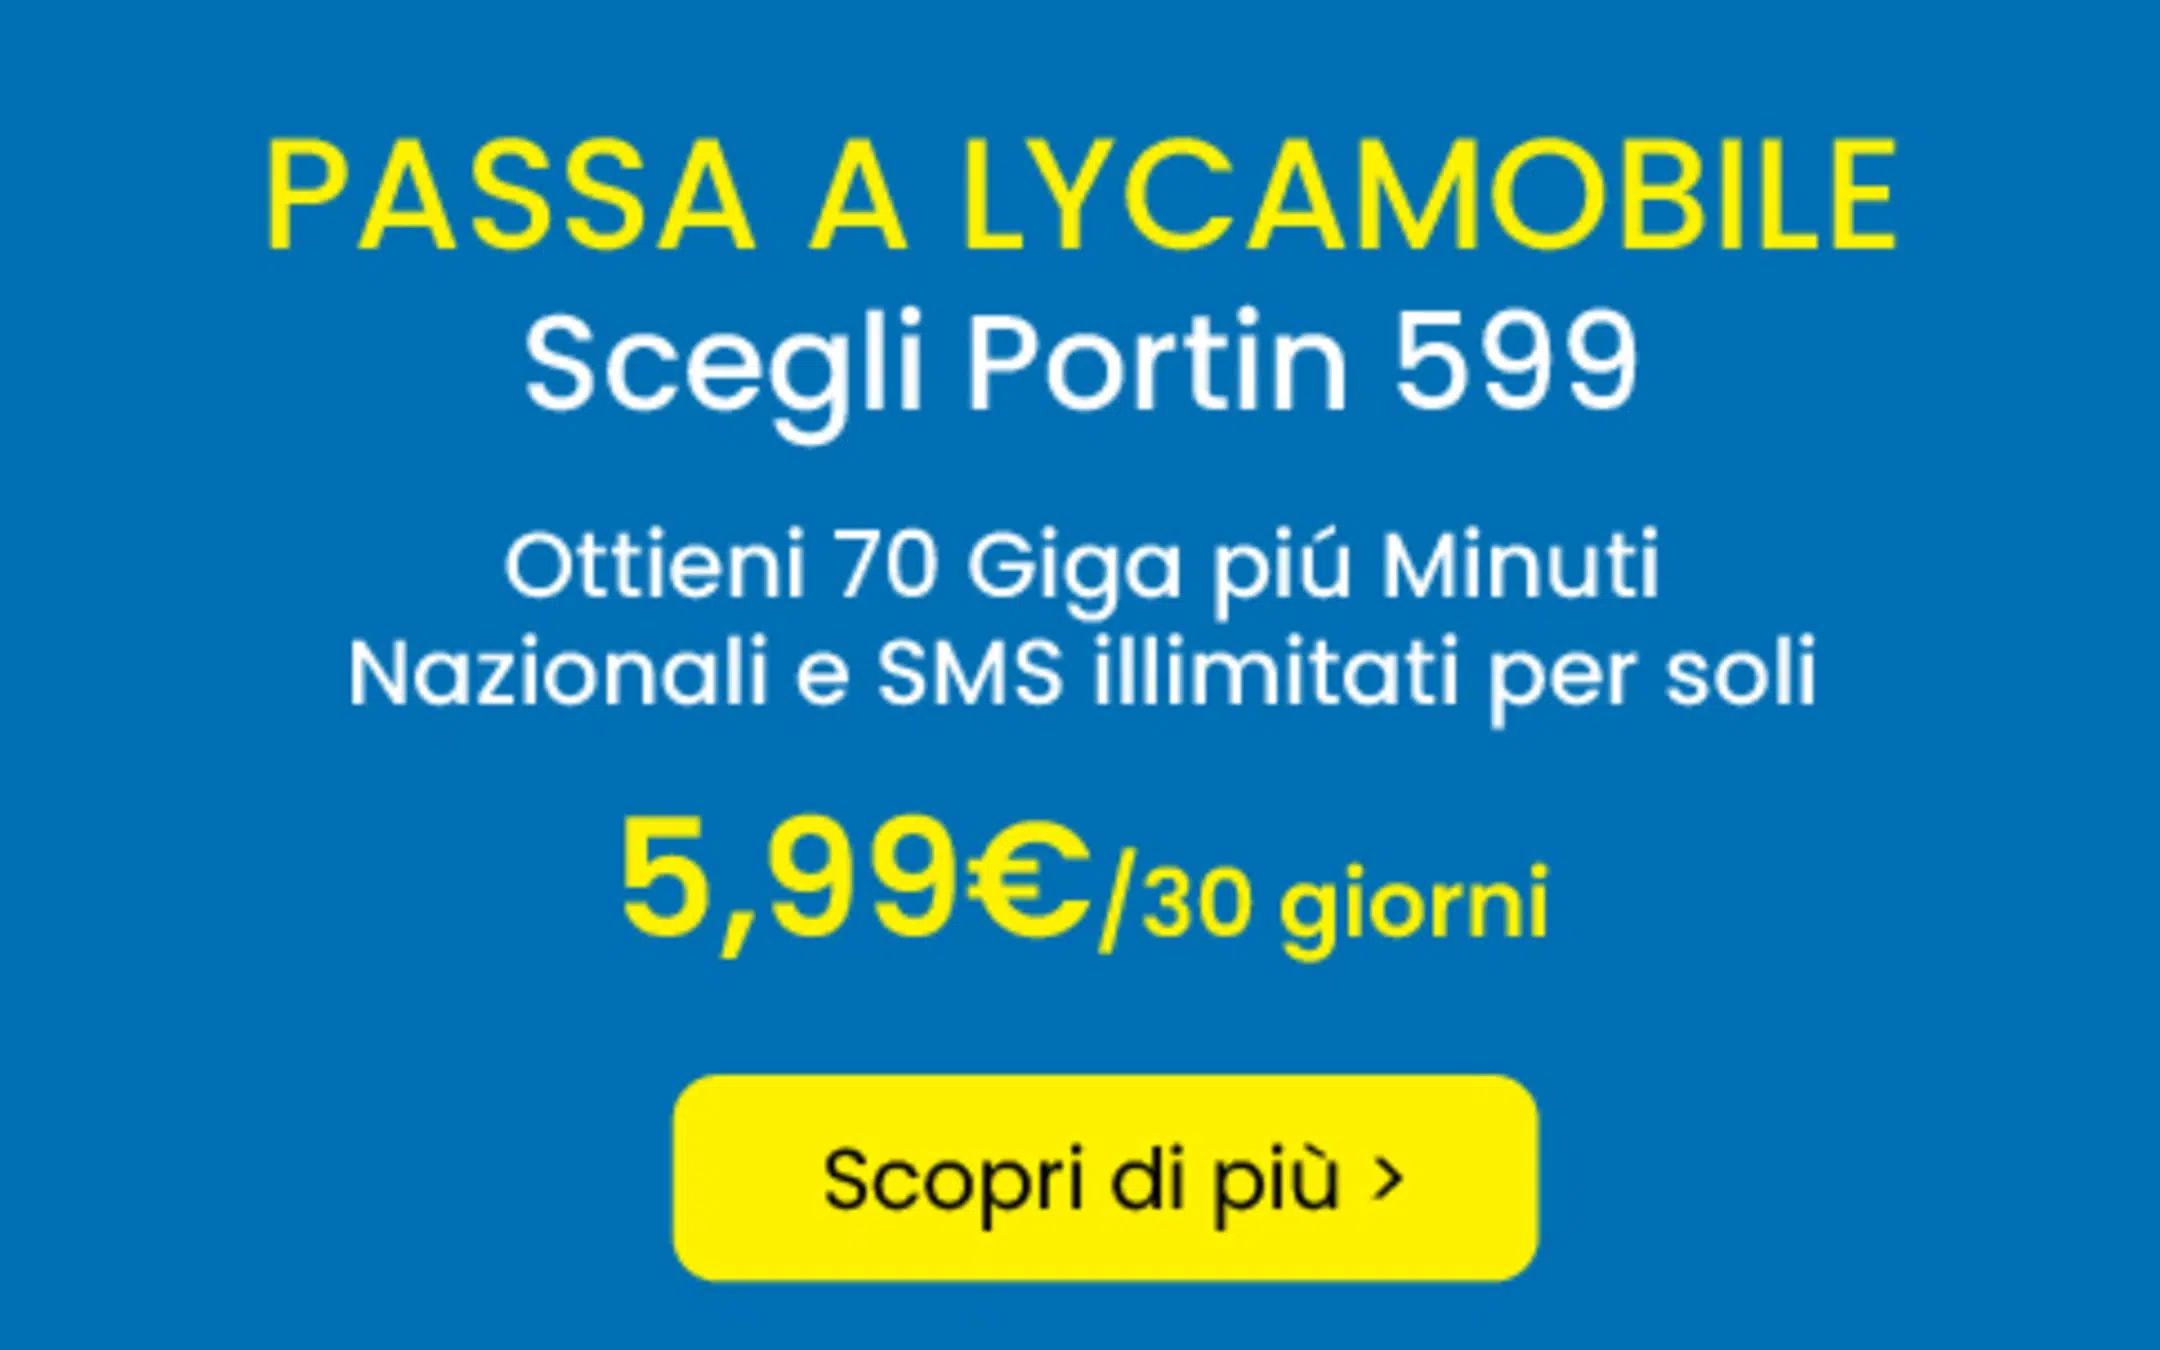 PASSA A LYCAMOBILE
Scegli Portin 599
Ottieni 70 Giga piú Minuti
Nazionali e SMS illimitati per soli
5,99€/30 giorni
Scopri di più >